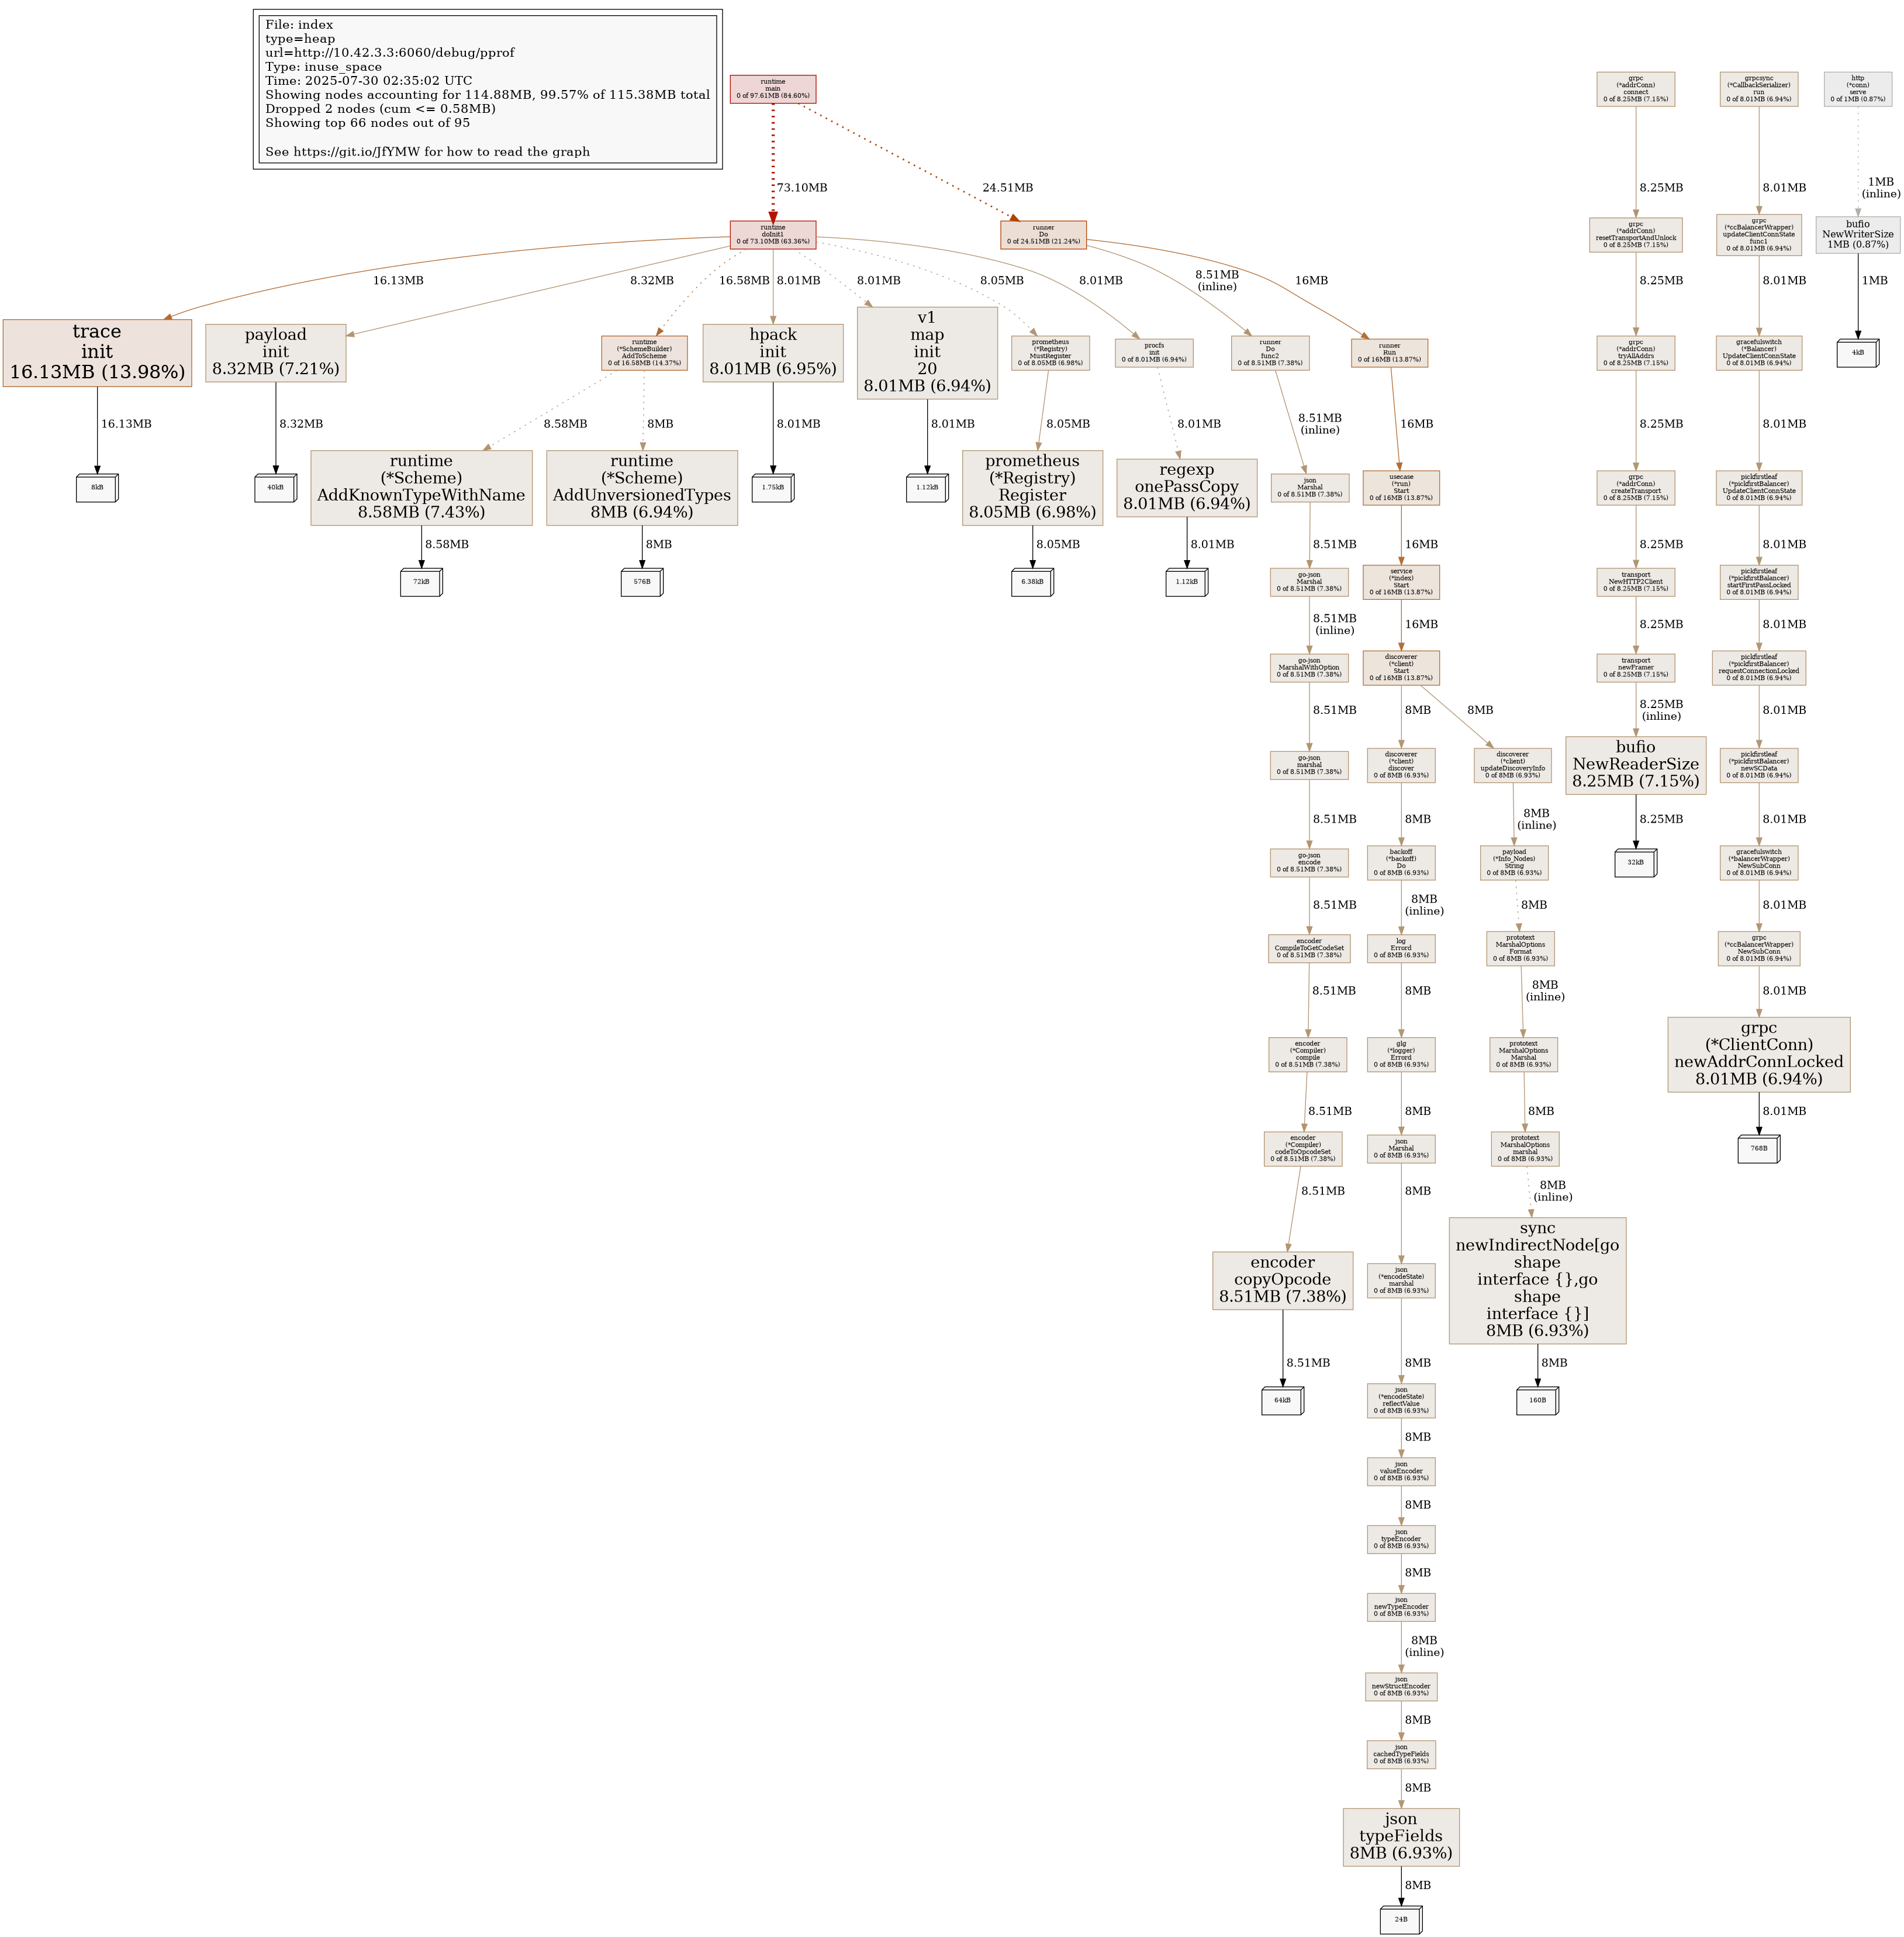 File: index
type=heap
url=http://10.42.3.3:6060/debug/pprof
Type: inuse_space
Time: 2025-07-30 02:35:02 UTC
Showing nodes accounting for 114.88MB, 99.57% of 115.38MB total
Dropped 2 nodes (cum <= 0.58MB)
Showing top 66 nodes out of 95
See https://git.io/JfYMW for how to read the graph
runtime
main
0 of 97.61MB (84.60%)
grpc
(*addrConn)
connect
0 of 8.25MB (7.15%)
grpcsync
(*CallbackSerializer)
run
0 of 8.01MB (6.94%)
http
(*conn)
serve
0 of 1MB (0.87%)
73.10MB
24.51MB
8.25MB
8.01MB
1MB
(inline)
runtime
doInit1
0 of 73.10MB (63.36%)
runner
Do
0 of 24.51MB (21.24%)
grpc
(*addrConn)
resetTransportAndUnlock
0 of 8.25MB (7.15%)
grpc
(*ccBalancerWrapper)
updateClientConnState
func1
0 of 8.01MB (6.94%)
bufio
NewWriterSize
1MB (0.87%)
16.13MB
8.32MB
16.58MB
8.01MB
8.01MB
8.05MB
8.01MB
8.51MB
(inline)
16MB
8.25MB
8.01MB
1MB
trace
init
16.13MB (13.98%)
payload
init
8.32MB (7.21%)
runtime
(*SchemeBuilder)
AddToScheme
0 of 16.58MB (14.37%)
hpack
init
8.01MB (6.95%)
v1
map
init
20
8.01MB (6.94%)
prometheus
(*Registry)
MustRegister
0 of 8.05MB (6.98%)
procfs
init
0 of 8.01MB (6.94%)
runner
Do
func2
0 of 8.51MB (7.38%)
runner
Run
0 of 16MB (13.87%)
grpc
(*addrConn)
tryAllAddrs
0 of 8.25MB (7.15%)
gracefulswitch
(*Balancer)
UpdateClientConnState
0 of 8.01MB (6.94%)
4kB
16.13MB
8.32MB
8.58MB
8MB
8.01MB
8.01MB
8.05MB
8.01MB
8.51MB
(inline)
16MB
8.25MB
8.01MB
8kB
40kB
runtime
(*Scheme)
AddKnownTypeWithName
8.58MB (7.43%)
runtime
(*Scheme)
AddUnversionedTypes
8MB (6.94%)
1.75kB
1.12kB
prometheus
(*Registry)
Register
8.05MB (6.98%)
regexp
onePassCopy
8.01MB (6.94%)
json
Marshal
0 of 8.51MB (7.38%)
usecase
(*run)
Start
0 of 16MB (13.87%)
grpc
(*addrConn)
createTransport
0 of 8.25MB (7.15%)
pickfirstleaf
(*pickfirstBalancer)
UpdateClientConnState
0 of 8.01MB (6.94%)
8.58MB
8MB
8.05MB
8.01MB
8.51MB
16MB
8.25MB
8.01MB
72kB
576B
6.38kB
1.12kB
go-json
Marshal
0 of 8.51MB (7.38%)
service
(*index)
Start
0 of 16MB (13.87%)
transport
NewHTTP2Client
0 of 8.25MB (7.15%)
pickfirstleaf
(*pickfirstBalancer)
startFirstPassLocked
0 of 8.01MB (6.94%)
8.51MB
(inline)
16MB
8.25MB
8.01MB
go-json
MarshalWithOption
0 of 8.51MB (7.38%)
discoverer
(*client)
Start
0 of 16MB (13.87%)
transport
newFramer
0 of 8.25MB (7.15%)
pickfirstleaf
(*pickfirstBalancer)
requestConnectionLocked
0 of 8.01MB (6.94%)
8.51MB
8MB
8MB
8.25MB
(inline)
8.01MB
go-json
marshal
0 of 8.51MB (7.38%)
discoverer
(*client)
discover
0 of 8MB (6.93%)
discoverer
(*client)
updateDiscoveryInfo
0 of 8MB (6.93%)
bufio
NewReaderSize
8.25MB (7.15%)
pickfirstleaf
(*pickfirstBalancer)
newSCData
0 of 8.01MB (6.94%)
8.51MB
8MB
8MB
(inline)
8.25MB
8.01MB
go-json
encode
0 of 8.51MB (7.38%)
backoff
(*backoff)
Do
0 of 8MB (6.93%)
payload
(*Info_Nodes)
String
0 of 8MB (6.93%)
32kB
gracefulswitch
(*balancerWrapper)
NewSubConn
0 of 8.01MB (6.94%)
8.51MB
8MB
(inline)
8MB
8.01MB
encoder
CompileToGetCodeSet
0 of 8.51MB (7.38%)
log
Errord
0 of 8MB (6.93%)
prototext
MarshalOptions
Format
0 of 8MB (6.93%)
grpc
(*ccBalancerWrapper)
NewSubConn
0 of 8.01MB (6.94%)
8.51MB
8MB
8MB
(inline)
8.01MB
encoder
(*Compiler)
compile
0 of 8.51MB (7.38%)
glg
(*logger)
Errord
0 of 8MB (6.93%)
prototext
MarshalOptions
Marshal
0 of 8MB (6.93%)
grpc
(*ClientConn)
newAddrConnLocked
8.01MB (6.94%)
8.51MB
8MB
8MB
8.01MB
encoder
(*Compiler)
codeToOpcodeSet
0 of 8.51MB (7.38%)
json
Marshal
0 of 8MB (6.93%)
prototext
MarshalOptions
marshal
0 of 8MB (6.93%)
768B
8.51MB
8MB
8MB
(inline)
encoder
copyOpcode
8.51MB (7.38%)
json
(*encodeState)
marshal
0 of 8MB (6.93%)
sync
newIndirectNode[go
shape
interface {},go
shape
interface {}]
8MB (6.93%)
8.51MB
8MB
8MB
64kB
json
(*encodeState)
reflectValue
0 of 8MB (6.93%)
160B
8MB
json
valueEncoder
0 of 8MB (6.93%)
8MB
json
typeEncoder
0 of 8MB (6.93%)
8MB
json
newTypeEncoder
0 of 8MB (6.93%)
8MB
(inline)
json
newStructEncoder
0 of 8MB (6.93%)
8MB
json
cachedTypeFields
0 of 8MB (6.93%)
8MB
json
typeFields
8MB (6.93%)
8MB
24B